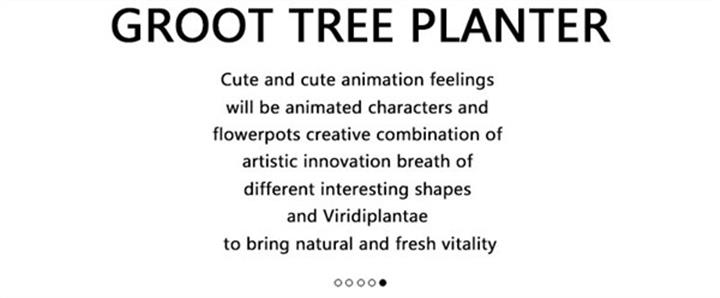 GROOT TREE PLANTER
Cute and cute animation feelings
will be animated characters and
flowerpots creative combination of
artistic innovation breath of
different interesting shapes
and Viridiplantae
to bring natural and fresh vitality